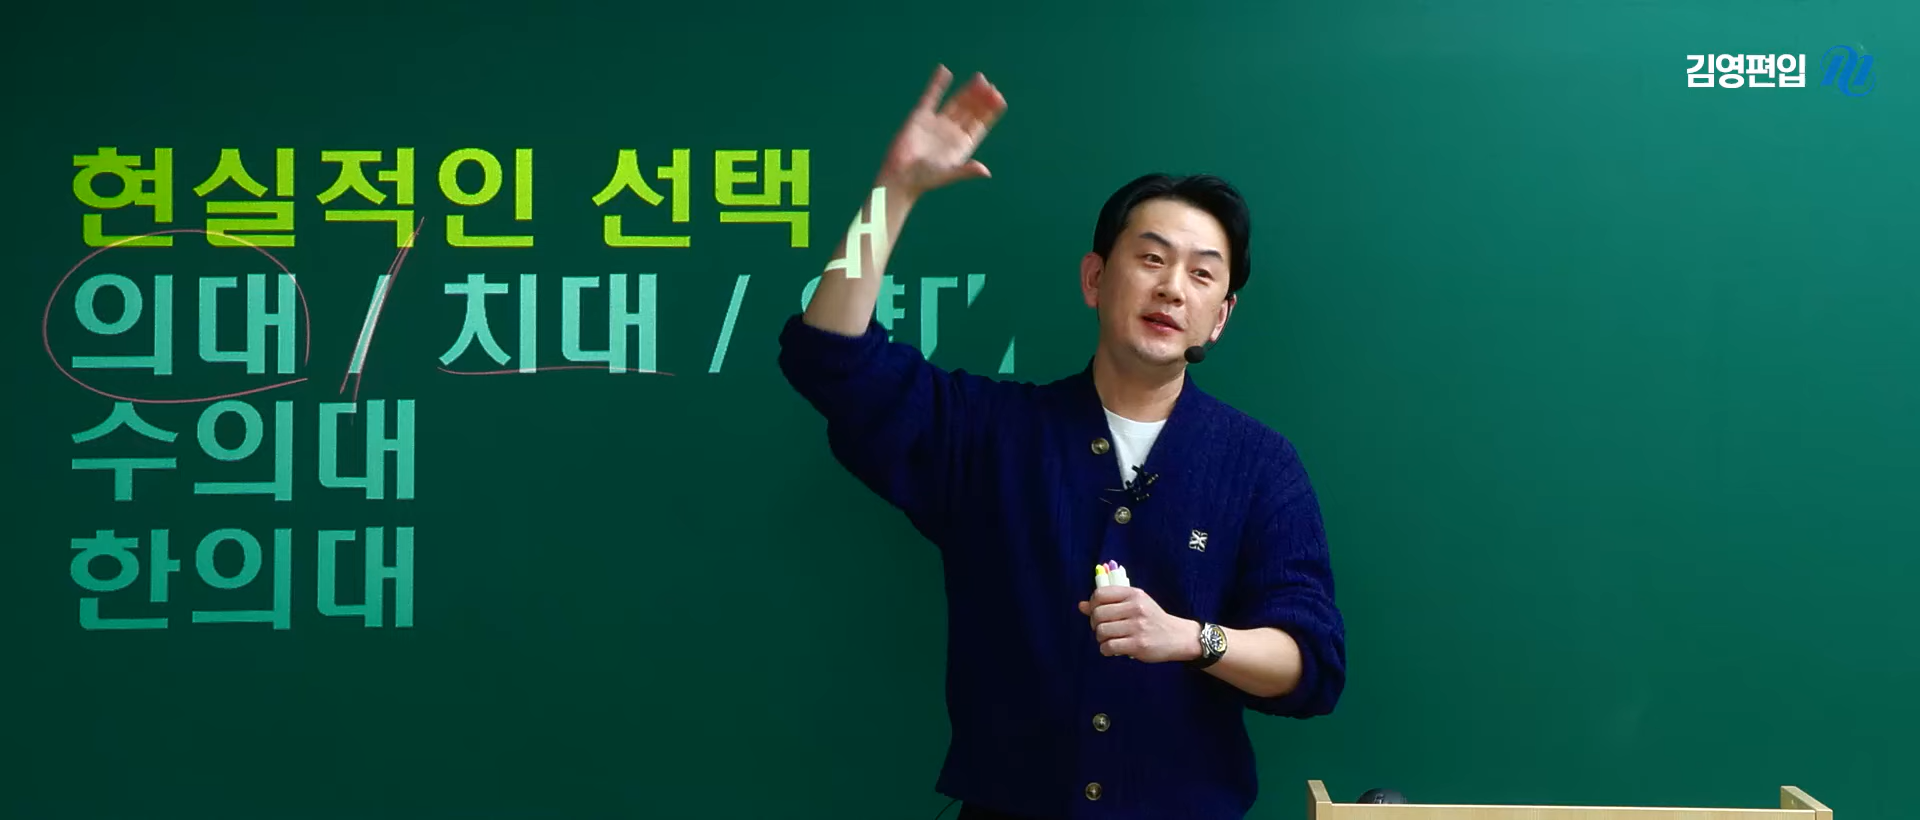 김영편입
현실적인 선택
의대 / 치대 /
수의대
한의대